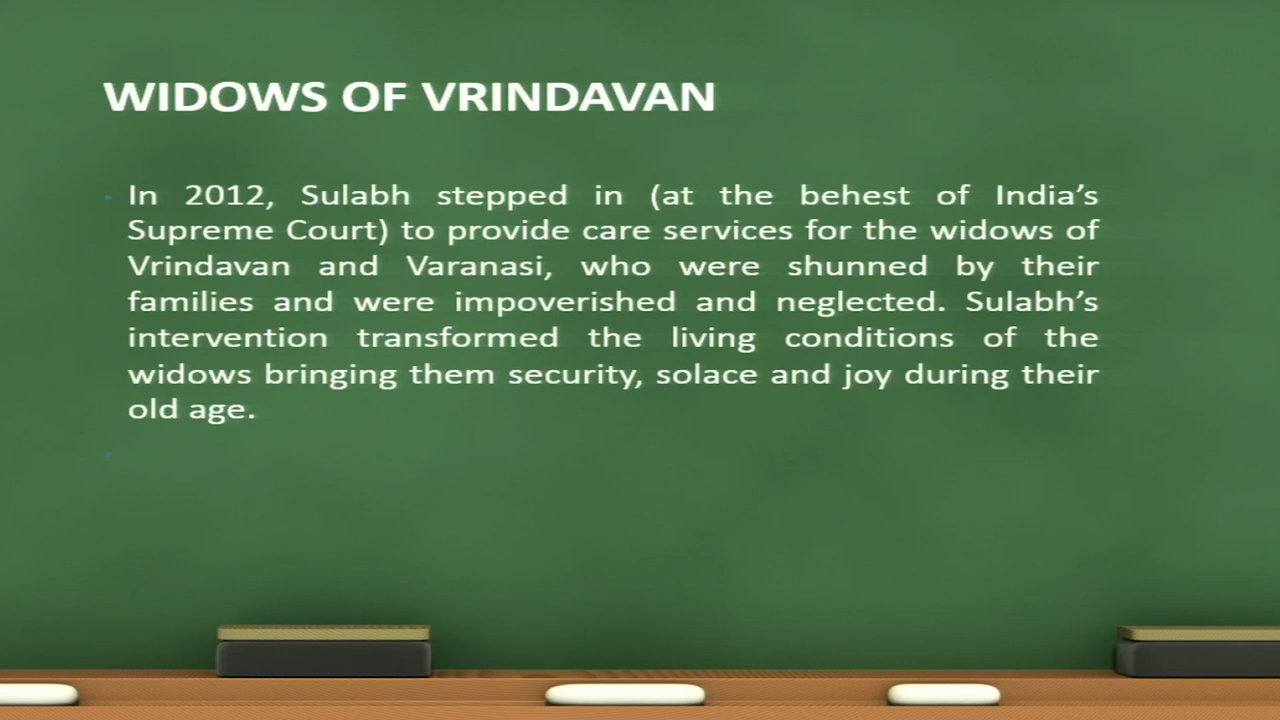 WIDOWS OF VRINDAVAN
In 2012, Sulabh stepped in (at the behest of India’s
Supreme Court) to provide care services for the widows of
Vrindavan and Varanasi, who were shunned by their
families and were impoverished and neglected. Sulabh’s
intervention transformed the living conditions of the
widows bringing them security, solace and joy during their
old age.